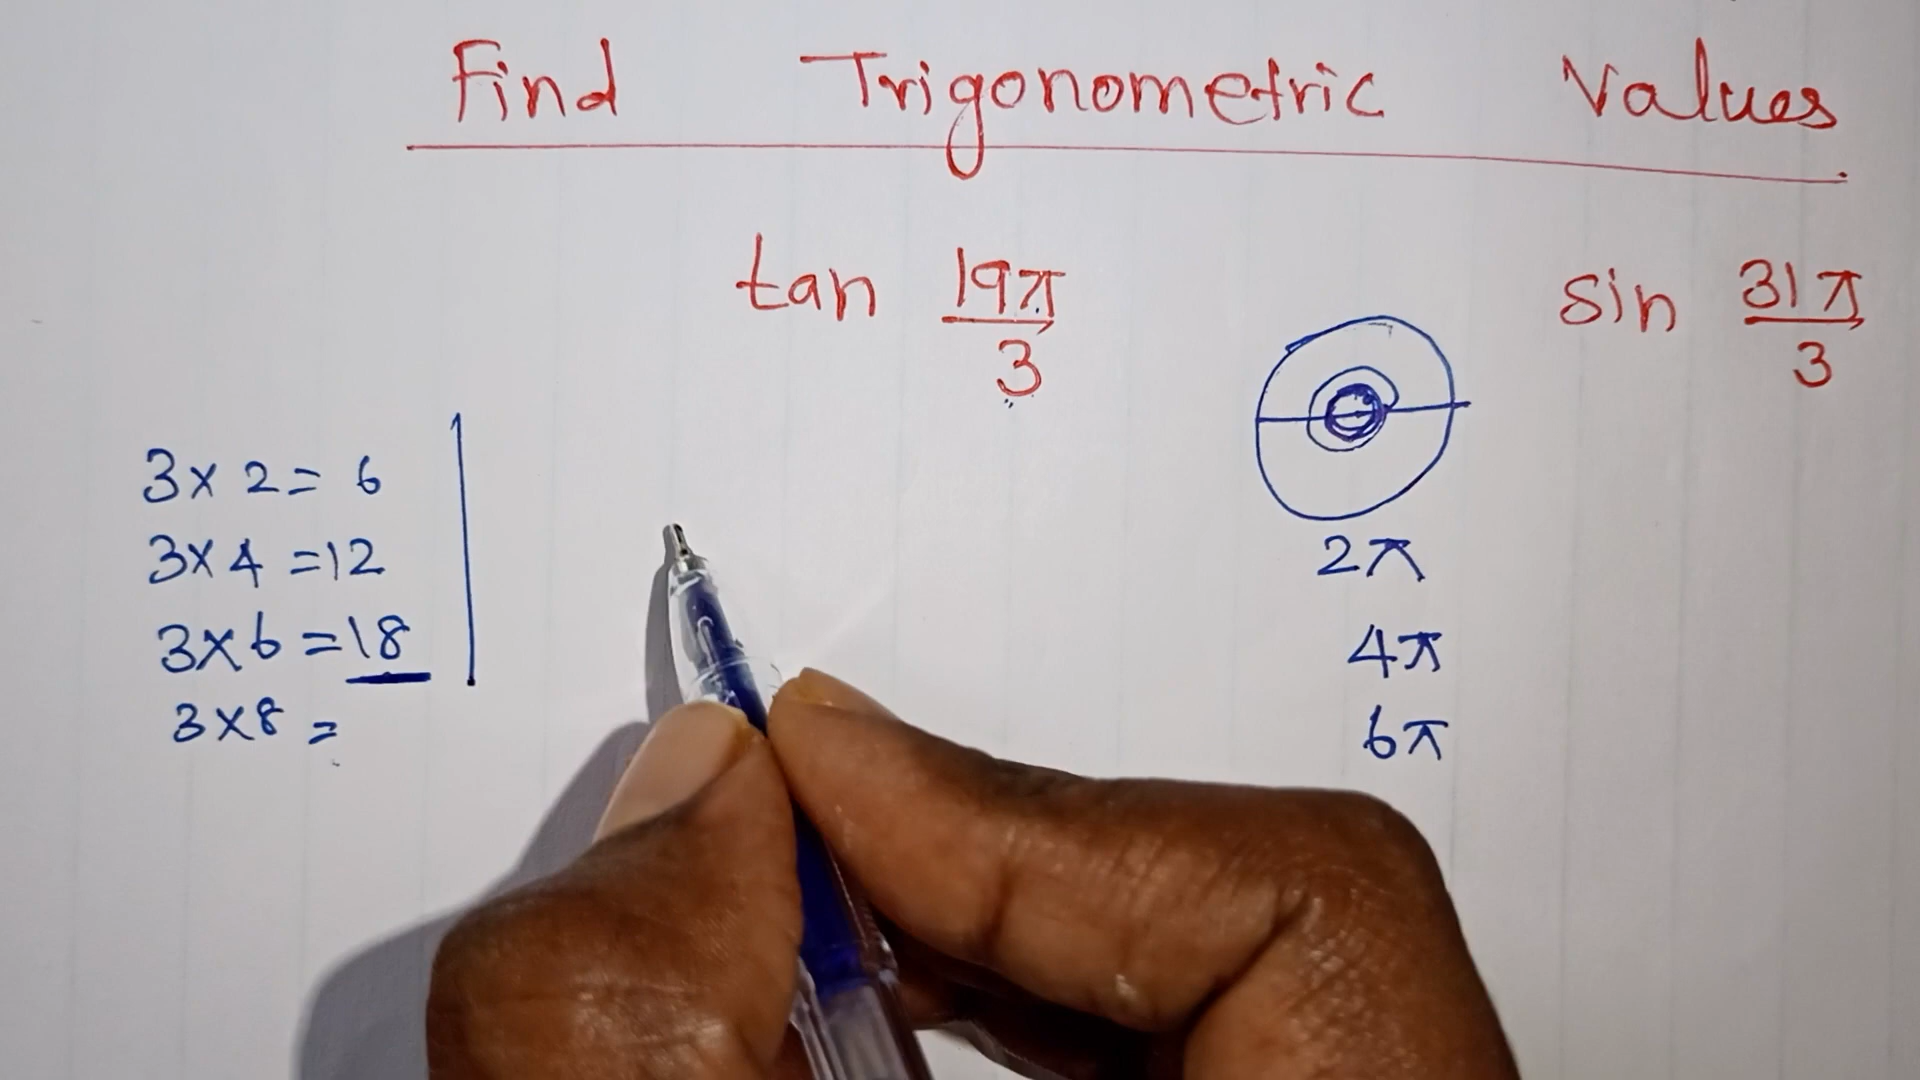 Find Trigonometric Values
tan 19π/3
sin 31π/3
3×2= 6
3×4 =12
3×6 =18
3×8 =
2π
4π
6π